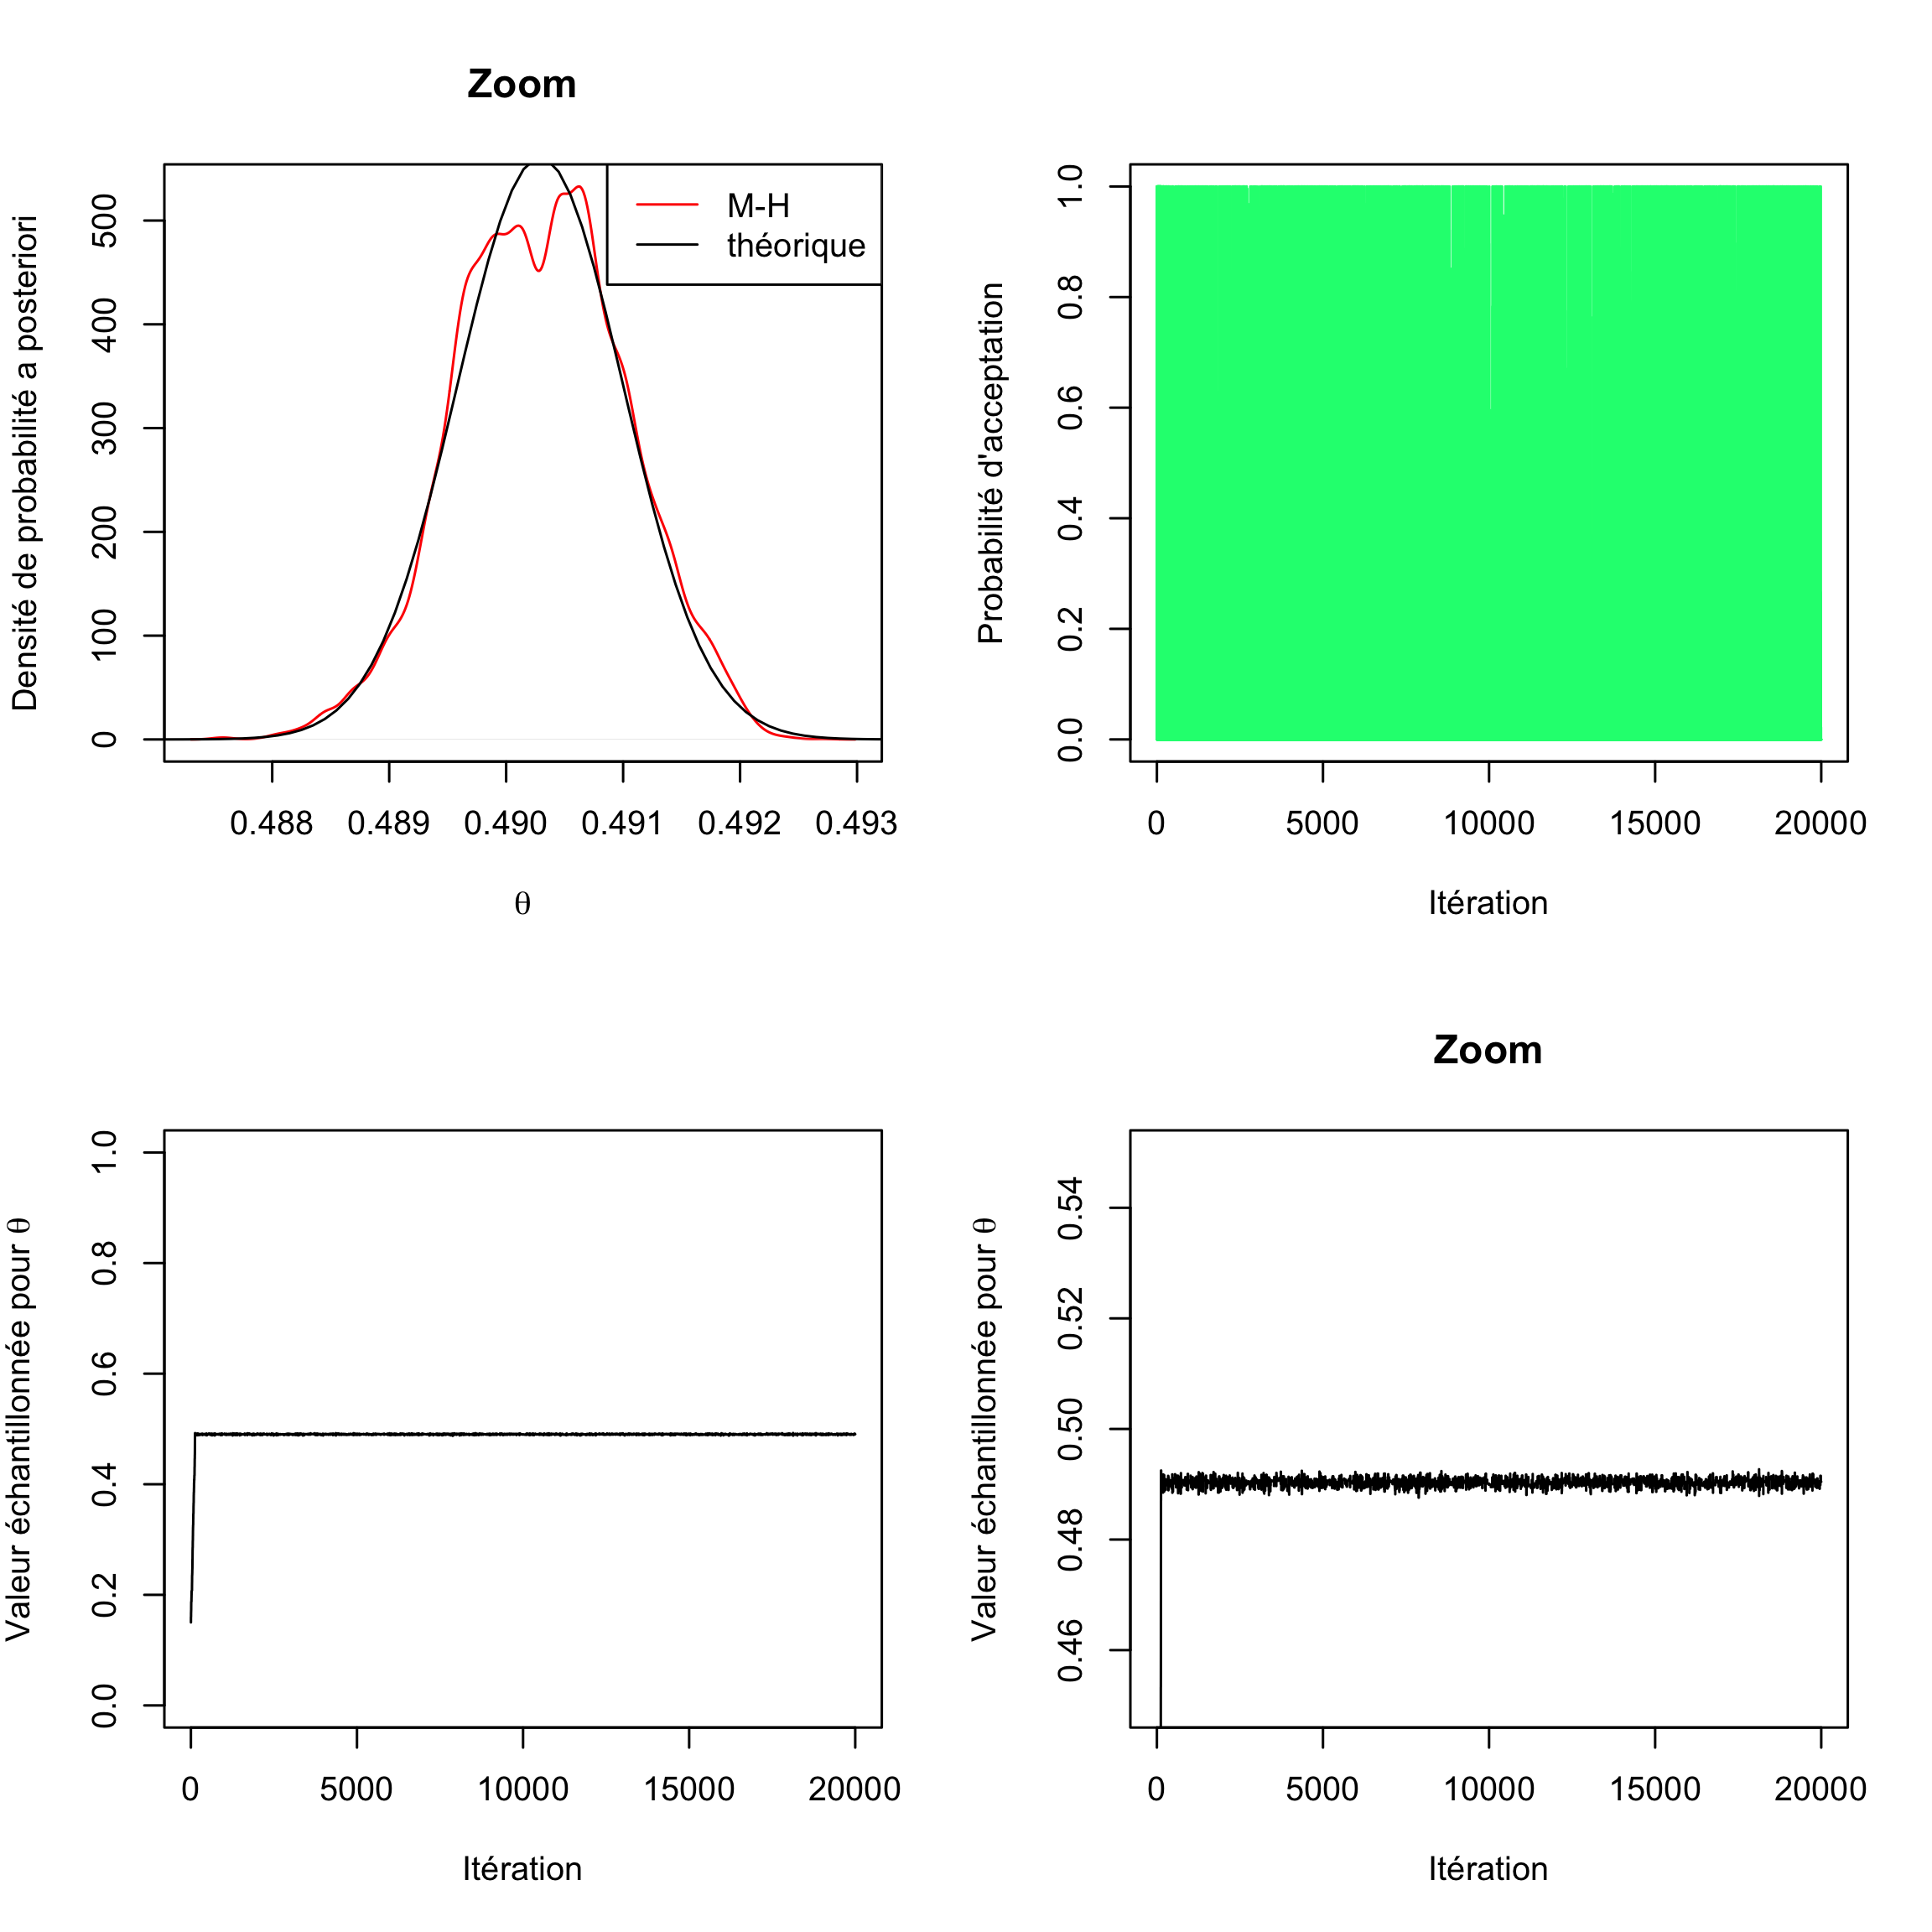 Zoom
Densité de probabilité a posteriori
500
400
300
200
100
0
M-H
théorique
0.488 0.489 0.490 0.491 0.492 0.493
θ
Probabilité d'acceptation
1.0
0.8
0.6
0.4
0.2
0.0
0 5000 10000 15000 20000
Itération
Valeur échantillonnée pour θ
1.0
0.8
0.6
0.4
0.2
0.0
0 5000 10000 15000 20000
Itération
Zoom
Valeur échantillonnée pour θ
0.54
0.52
0.50
0.48
0.46
0 5000 10000 15000 20000
Itération